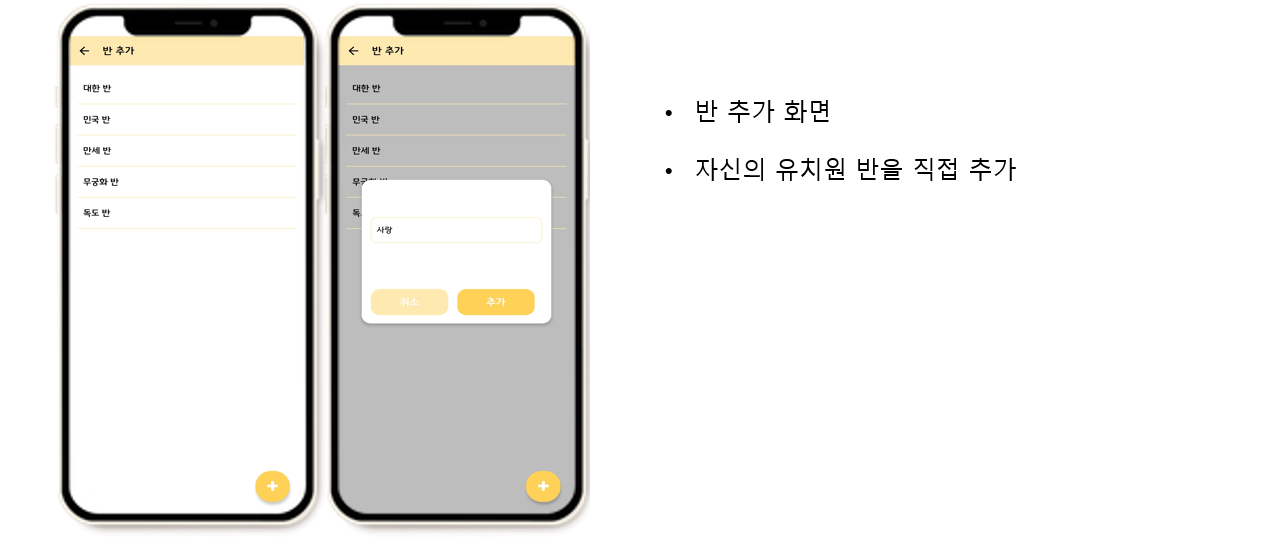 반 추가
대한 반
민국 반
만세 반
무궁화 반
독도 반
반 추가
대한 반
민국 반
만세 반
사랑
취소 추가
• 반 추가 화면
• 자신의 유치원 반을 직접 추가